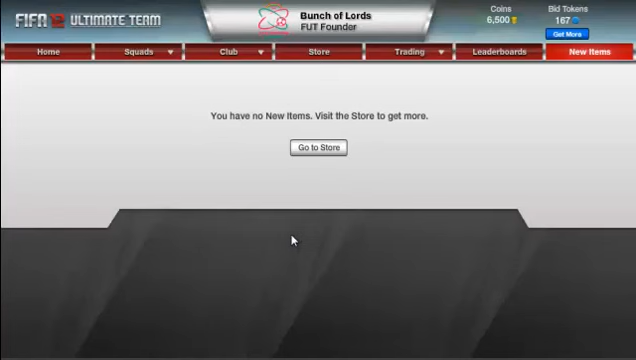 FIFA 12 ULTIMATE TEAM
Bunch of Lords
FUT Founder
Coins
6,500
Bid Tokens
167
Get More
Home
Squads
Club
Store
Trading
Leaderboards
New Items
You have no New Items. Visit the Store to get more.
Go to Store